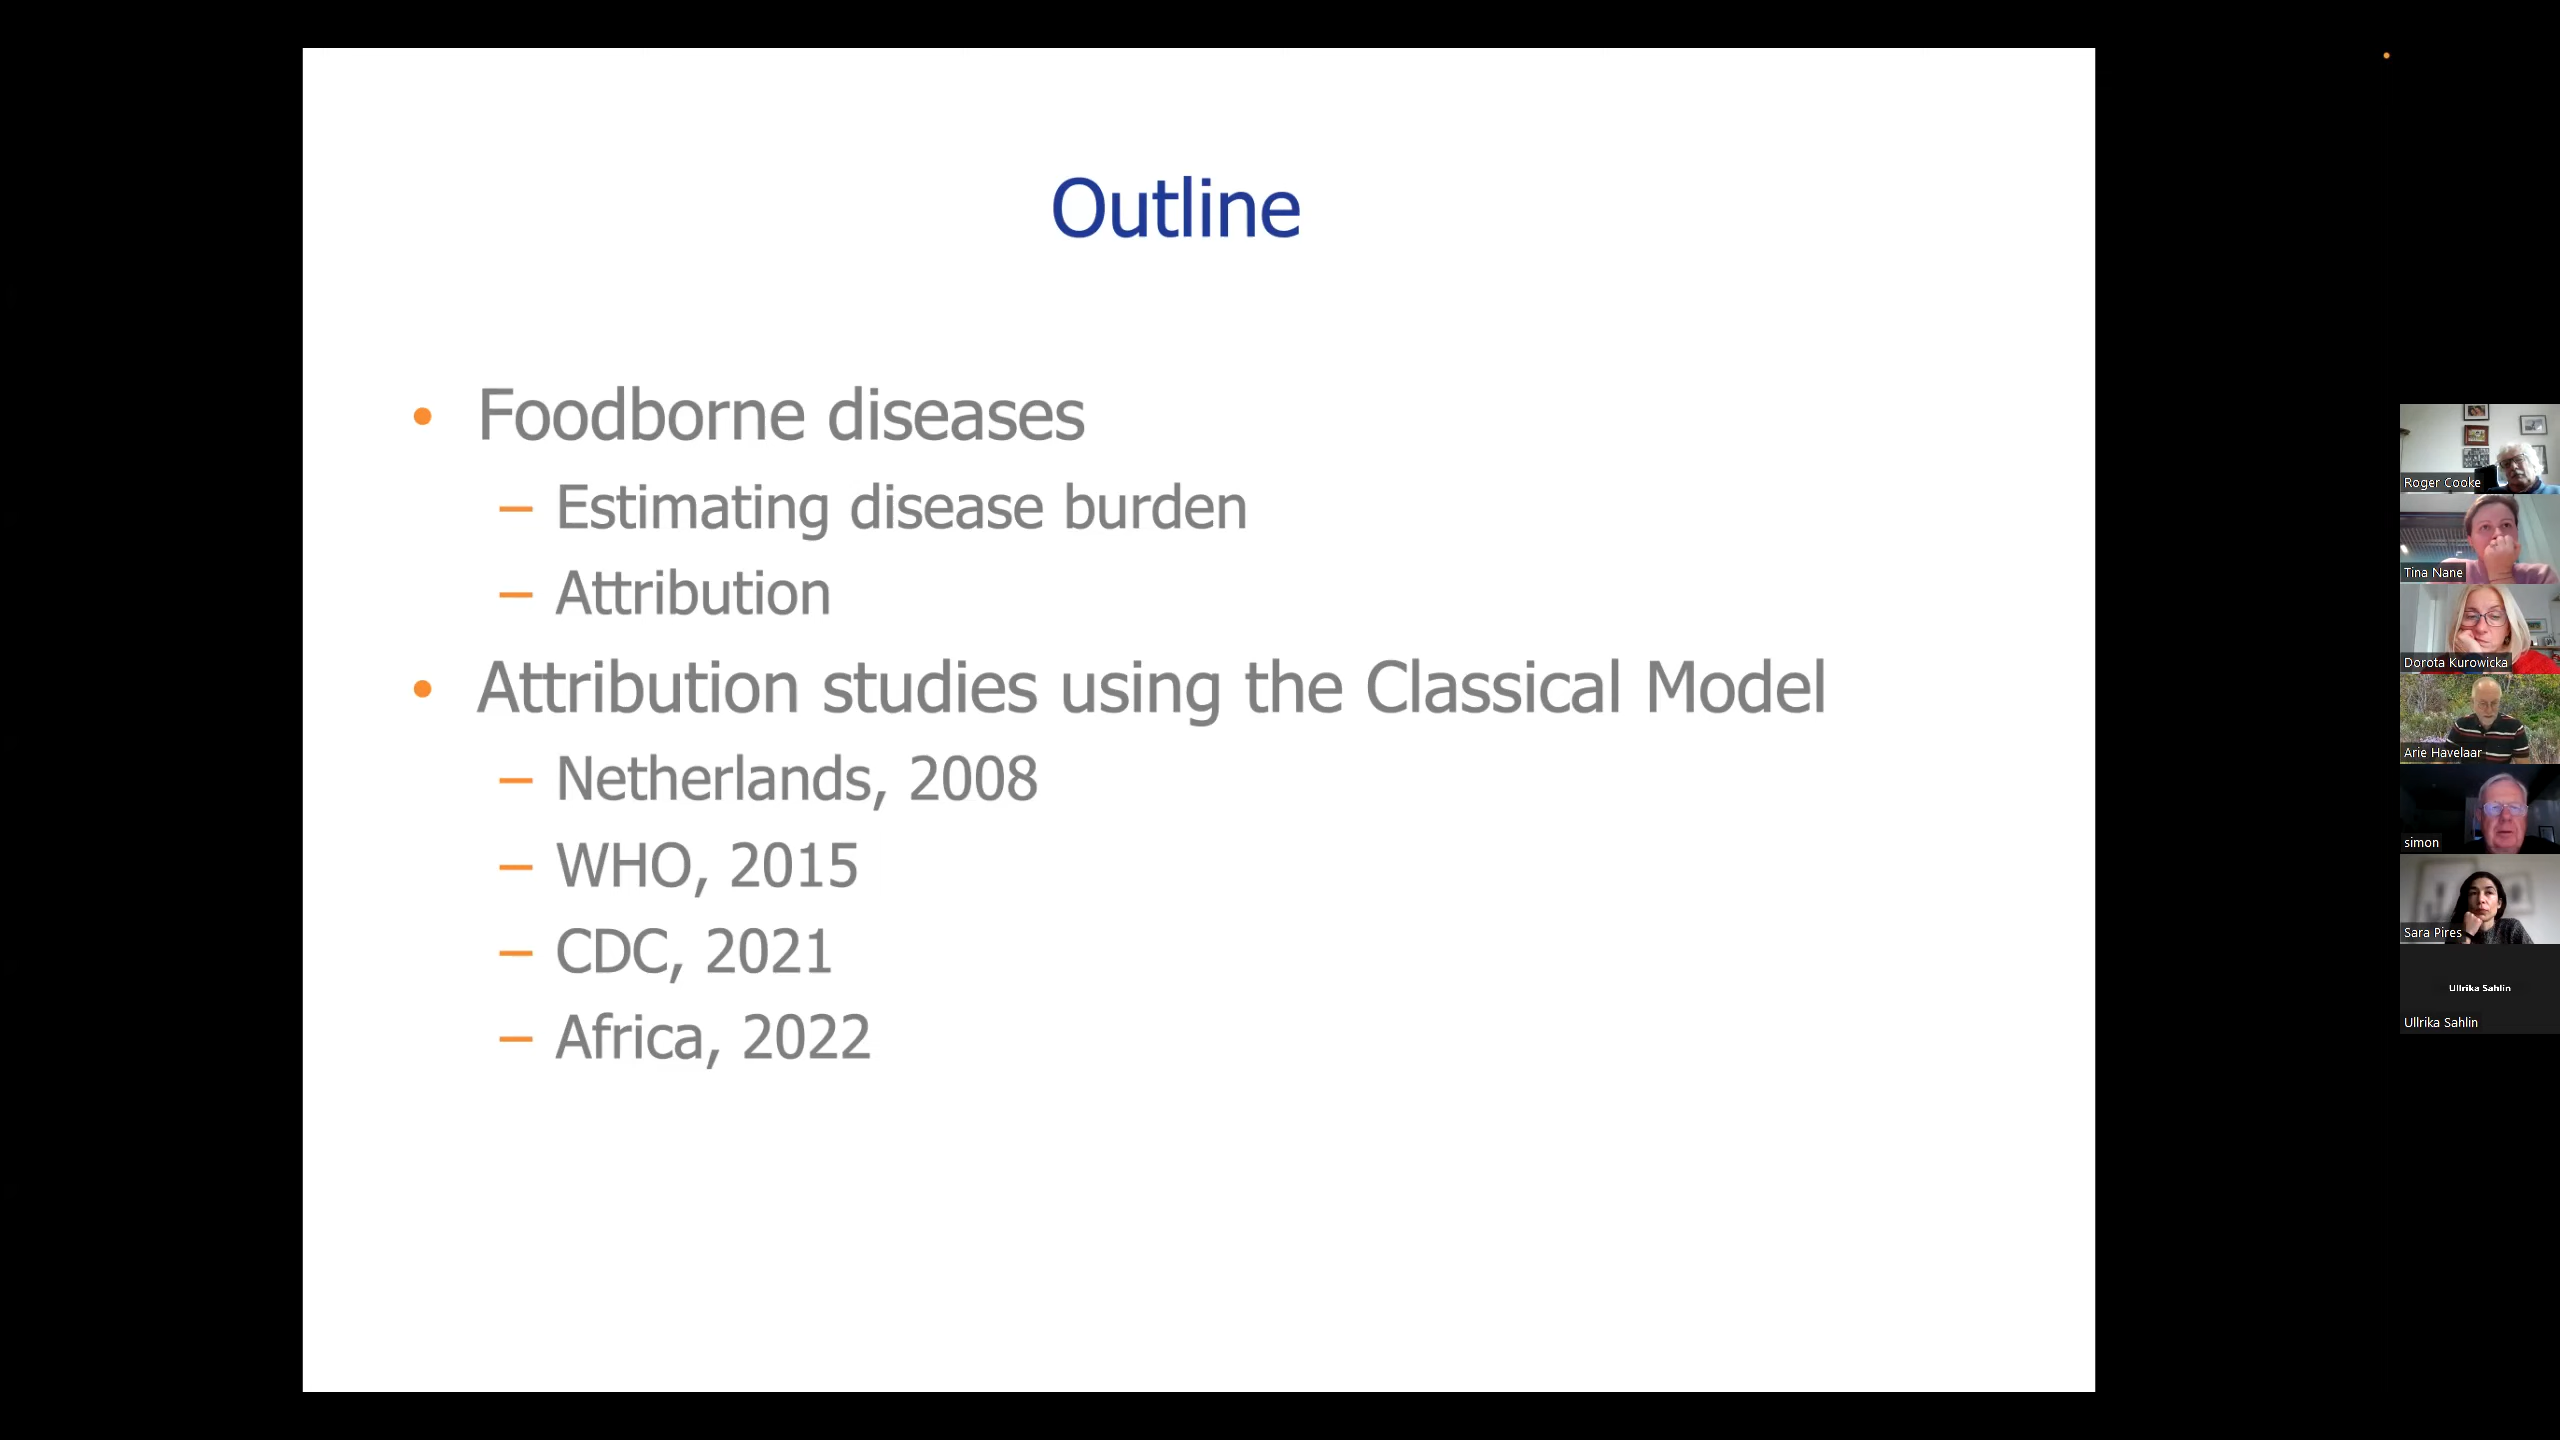 Outline
• Foodborne diseases
– Estimating disease burden
– Attribution
• Attribution studies using the Classical Model
– Netherlands, 2008
– WHO, 2015
– CDC, 2021
– Africa, 2022
Roger Cooke
Tina Nane
Dorota Kurowicka
Arie Havelaar
simon
Sara Pires
Ullrika Sahlin
Ullrika Sahlin